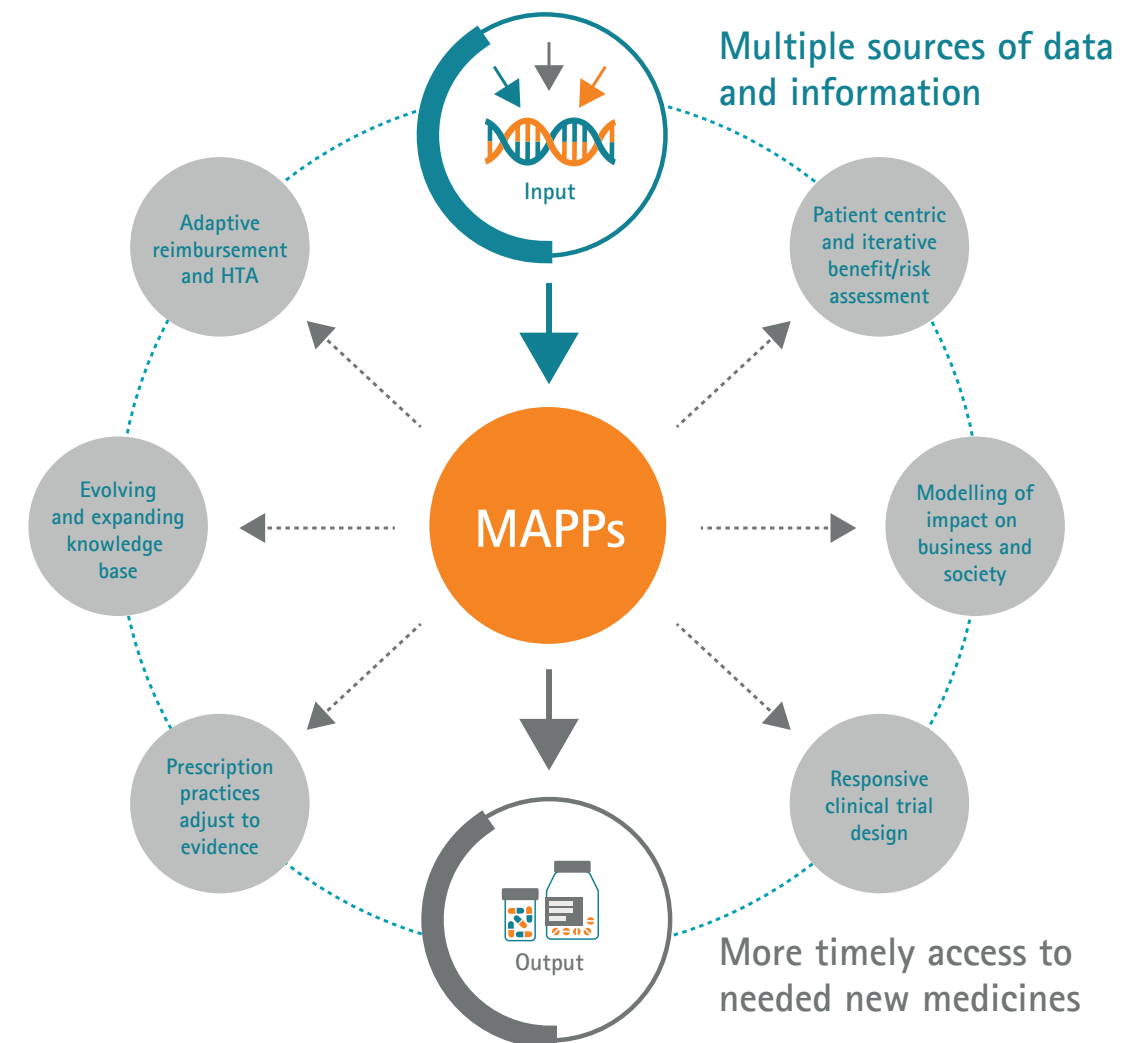 Multiple sources of data
and information
Input
Adaptive
reimbursement
and HTA
Patient centric
and iterative
benefit/risk
assessment
Evolving
and expanding
knowledge
base
MAPPs
Modelling of
impact on
business and
society
Prescription
practices
adjust to
evidence
Responsive
clinical trial
design
Output
More timely access to
needed new medicines